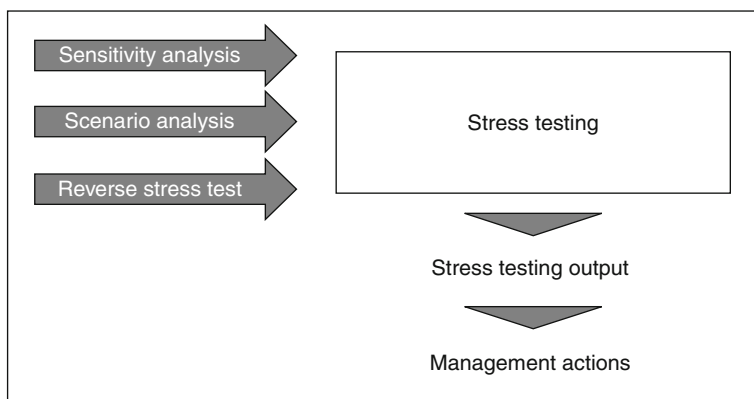 Sensitivity analysis
Scenario analysis
Reverse stress test
Stress testing
Stress testing output
Management actions